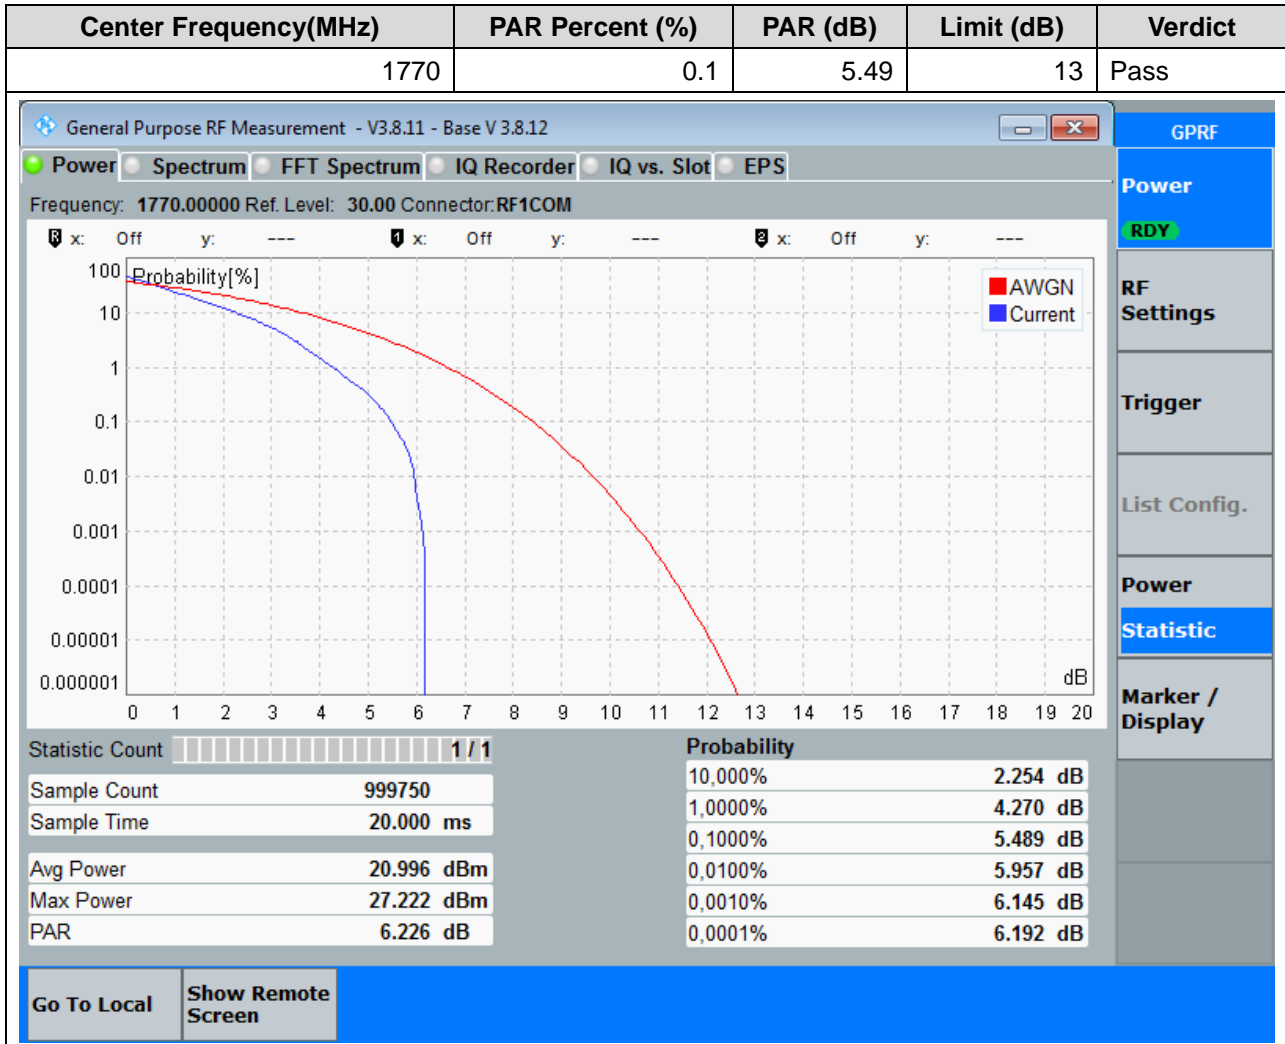 Center Frequency(MHz) PAR Percent (%) PAR (dB) Limit (dB) Verdict
1770 0.1 5.49 13 Pass
General Purpose RF Measurement - V3.8.11 - Base V 3.8.12
Power Spectrum FFT Spectrum IQ Recorder IQ vs. Slot EPS
Frequency: 1770.00000 Ref. Level: 30.00 Connector:RF1COM
R x: Off y: --- 1 x: Off y: --- 2 x: Off y: ---
Probability[%]
100
10
1
0.1
0.01
0.001
0.0001
0.00001
0.000001
AWGN
Current
dB
0 1 2 3 4 5 6 7 8 9 10 11 12 13 14 15 16 17 18 19 20
Statistic Count 1 / 1
Sample Count 999750
Sample Time 20.000 ms
Avg Power 20.996 dBm
Max Power 27.222 dBm
PAR 6.226 dB
Probability
10,000% 2.254 dB
1,0000% 4.270 dB
0,1000% 5.489 dB
0,0100% 5.957 dB
0,0010% 6.145 dB
0,0001% 6.192 dB
GPRF
Power
RDY
RF
Settings
Trigger
List Config.
Power
Statistic
Marker /
Display
Go To Local
Show Remote
Screen